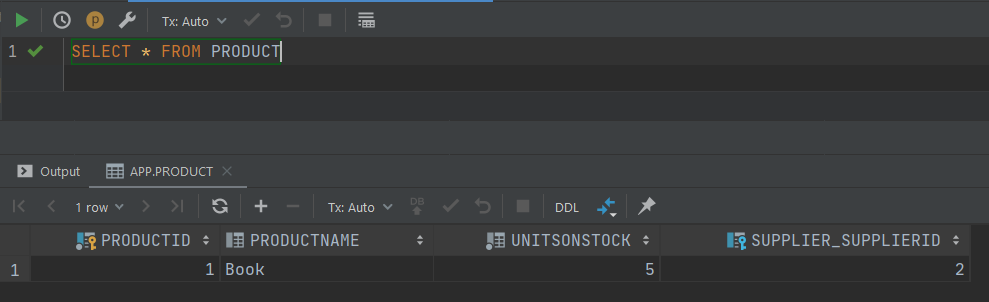 p Tx: Auto
1 SELECT * FROM PRODUCT
Output APP.PRODUCT
1 row Tx: Auto DB DDL
PRODUCTID PRODUCTNAME UNITSONSTOCK SUPPLIER_SUPPLIERID
1 1 Book 5 2